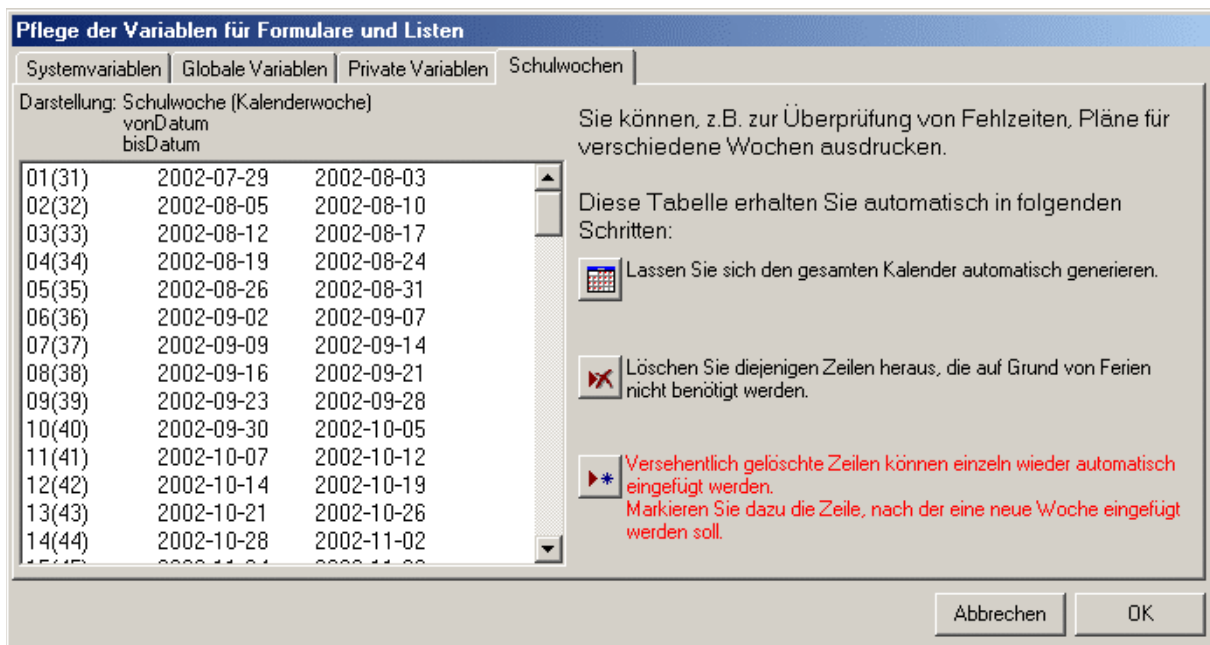 Pflege der Variablen für Formulare und Listen
Systemvariablen Globale Variablen Private Variablen Schulwochen
Darstellung: Schulwoche (Kalenderwoche)
vonDatum
bisDatum
01(31) 2002-07-29 2002-08-03
02(32) 2002-08-05 2002-08-10
03(33) 2002-08-12 2002-08-17
04(34) 2002-08-19 2002-08-24
05(35) 2002-08-26 2002-08-31
06(36) 2002-09-02 2002-09-07
07(37) 2002-09-09 2002-09-14
08(38) 2002-09-16 2002-09-21
09(39) 2002-09-23 2002-09-28
10(40) 2002-09-30 2002-10-05
11(41) 2002-10-07 2002-10-12
12(42) 2002-10-14 2002-10-19
13(43) 2002-10-21 2002-10-26
14(44) 2002-10-28 2002-11-02
Sie können, z.B. zur Überprüfung von Fehlzeiten, Pläne für
verschiedene Wochen ausdrucken.
Diese Tabelle erhalten Sie automatisch in folgenden
Schritten:
Lassen Sie sich den gesamten Kalender automatisch generieren.
Löschen Sie diejenigen Zeilen heraus, die auf Grund von Ferien
nicht benötigt werden.
Versehentlich gelöschte Zeilen können einzeln wieder automatisch
eingefügt werden.
Markieren Sie dazu die Zeile, nach der eine neue Woche eingefügt
werden soll.
Abbrechen OK